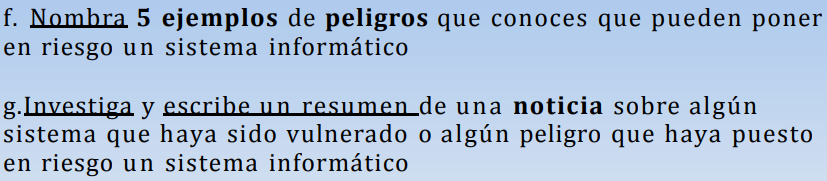 f. Nombra 5 ejemplos de peligros que conoces que pueden poner
en riesgo un sistema informático
g.Investiga y escribe un resumen de una noticia sobre algún
sistema que haya sido vulnerado o algún peligro que haya puesto
en riesgo un sistema informático